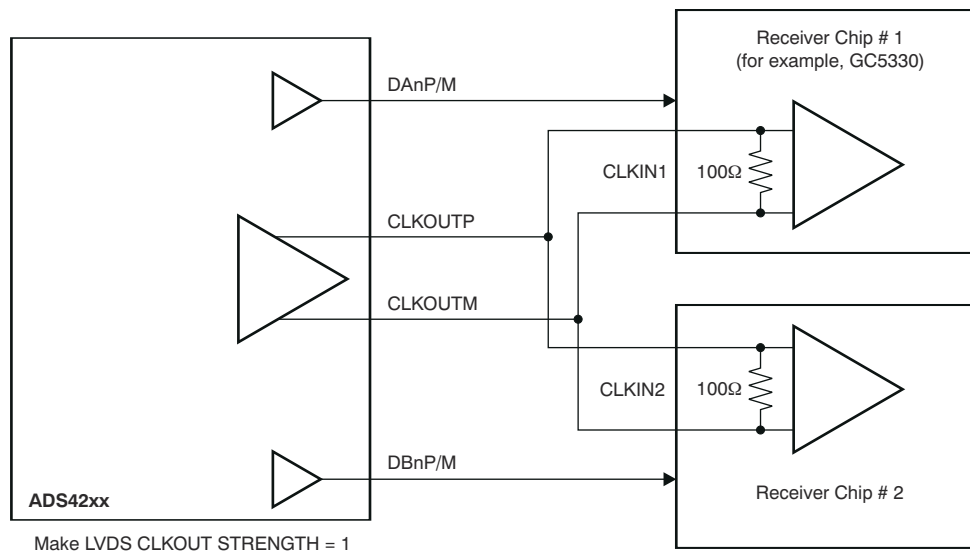 Receiver Chip # 1
(for example, GC5330)
DAnP/M
CLKIN1
100Ω
CLKOUTP
CLKOUTM
CLKIN2
100Ω
DBnP/M
ADS42xx
Receiver Chip # 2
Make LVDS CLKOUT STRENGTH = 1